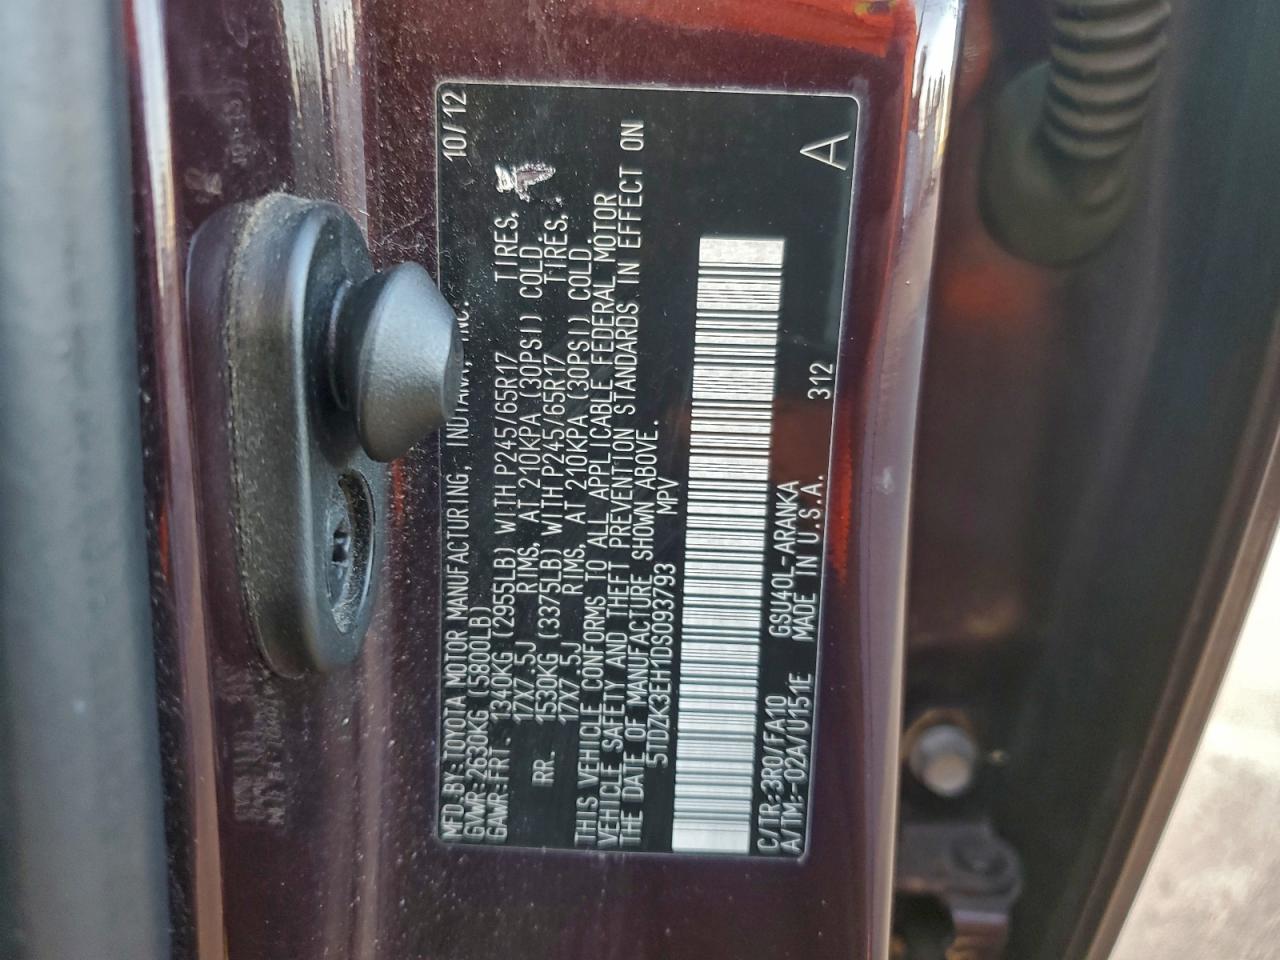 MFD.BY:TOYOTA MOTOR MANUFACTURING, INDIANA, INC. 10/12
GVWR:2630KG (5800LB)
GAWR:FRT. 1340KG (2955LB) WITH P245/65R17 TIRES,
17X7.5J RIMS, AT 210KPA (30PSI) COLD.
RR. 1530KG (3375LB) WITH P245/65R17 TIRES,
17X7.5J RIMS, AT 210KPA (30PSI) COLD.
THIS VEHICLE CONFORMS TO ALL APPLICABLE FEDERAL MOTOR
VEHICLE SAFETY AND THEFT PREVENTION STANDARDS IN EFFECT ON
THE DATE OF MANUFACTURE SHOWN ABOVE.
5TDZK3EH1DS093793 MPV
C/TR:3R0/FA10 GSU40L-ARANKA
A/TM:-02A/U151E MADE IN U.S.A. 312 A